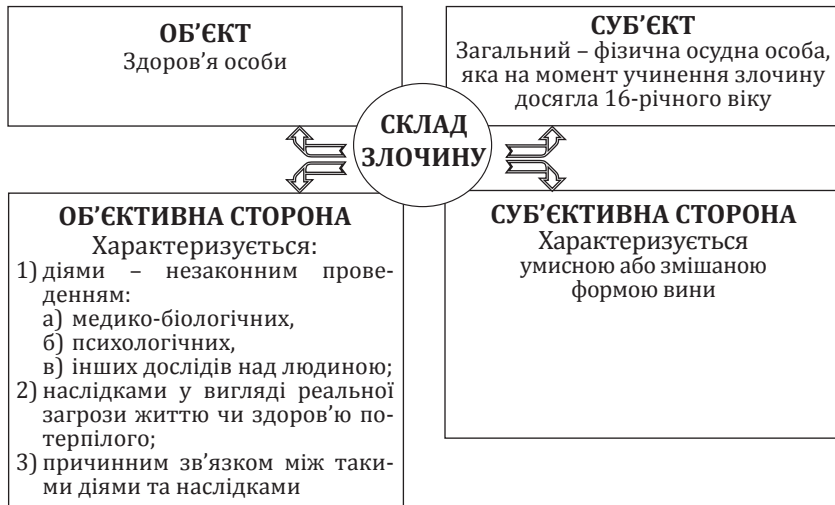 ОБ’ЄКТ
Здоров’я особи
СУБ’ЄКТ
Загальний – фізична осудна особа,
яка на момент учинення злочину
досягла 16-річного віку
СКЛАД
ЗЛОЧИНУ
ОБ’ЄКТИВНА СТОРОНА
Характеризується:
1) діями – незаконним прове-
денням:
а) медико-біологічних,
б) психологічних,
в) інших дослідів над людиною;
2) наслідками у вигляді реальної
загрози життю чи здоров’ю по-
терпілого;
3) причинним зв’язком між таки-
ми діями та наслідками
СУБ’ЄКТИВНА СТОРОНА
Характеризується
умисною або змішаною
формою вини